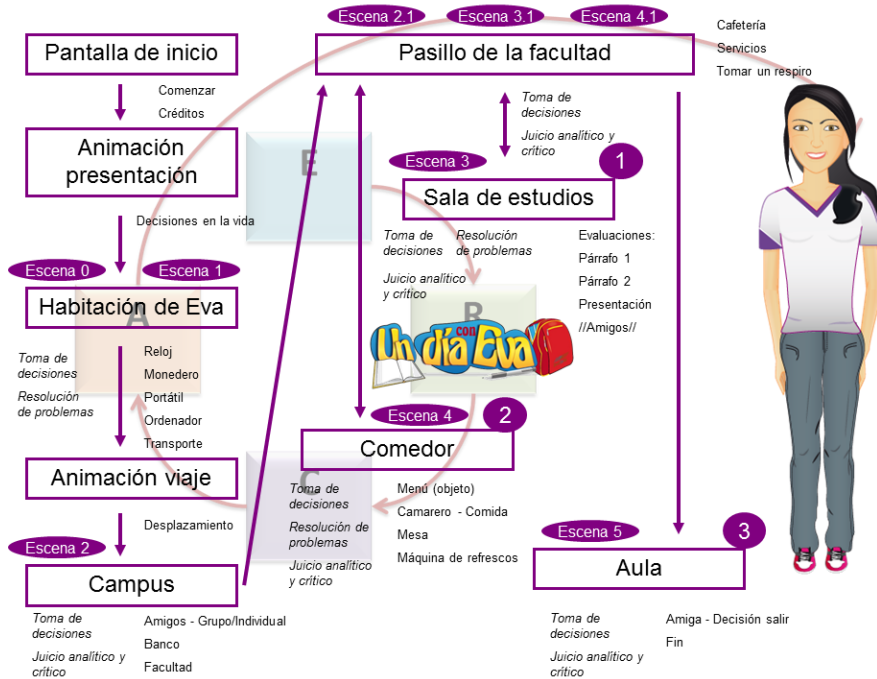 Escena 2.1
Escena 3.1
Escena 4.1
Pantalla de inicio
Pasillo de la facultad
Cafetería
Servicios
Tomar un respiro
Comenzar
Créditos
Toma de
decisiones
Juicio analítico y
crítico
Animación
presentación
E
Escena 3
1
Sala de estudios
Decisiones en la vida
Toma de
decisiones
Resolución
de problemas
Juicio analítico
y crítico
Evaluaciones:
Párrafo 1
Párrafo 2
Presentación
//Amigos//
Escena 0
Escena 1
Habitación de Eva
A
R
Un día con Eva
Toma de
decisiones
Resolución
de problemas
Reloj
Monedero
Portátil
Ordenador
Transporte
Escena 4
2
Comedor
C
Toma de
decisiones
Resolución de
problemas
Juicio analítico
y crítico
Menú (objeto)
Camarero - Comida
Mesa
Máquina de refrescos
Animación viaje
Desplazamiento
Escena 2
Campus
Toma de
decisiones
Juicio analítico y
crítico
Amigos - Grupo/Individual
Banco
Facultad
Escena 5
3
Aula
Toma de
decisiones
Juicio analítico y
crítico
Amiga - Decisión salir
Fin